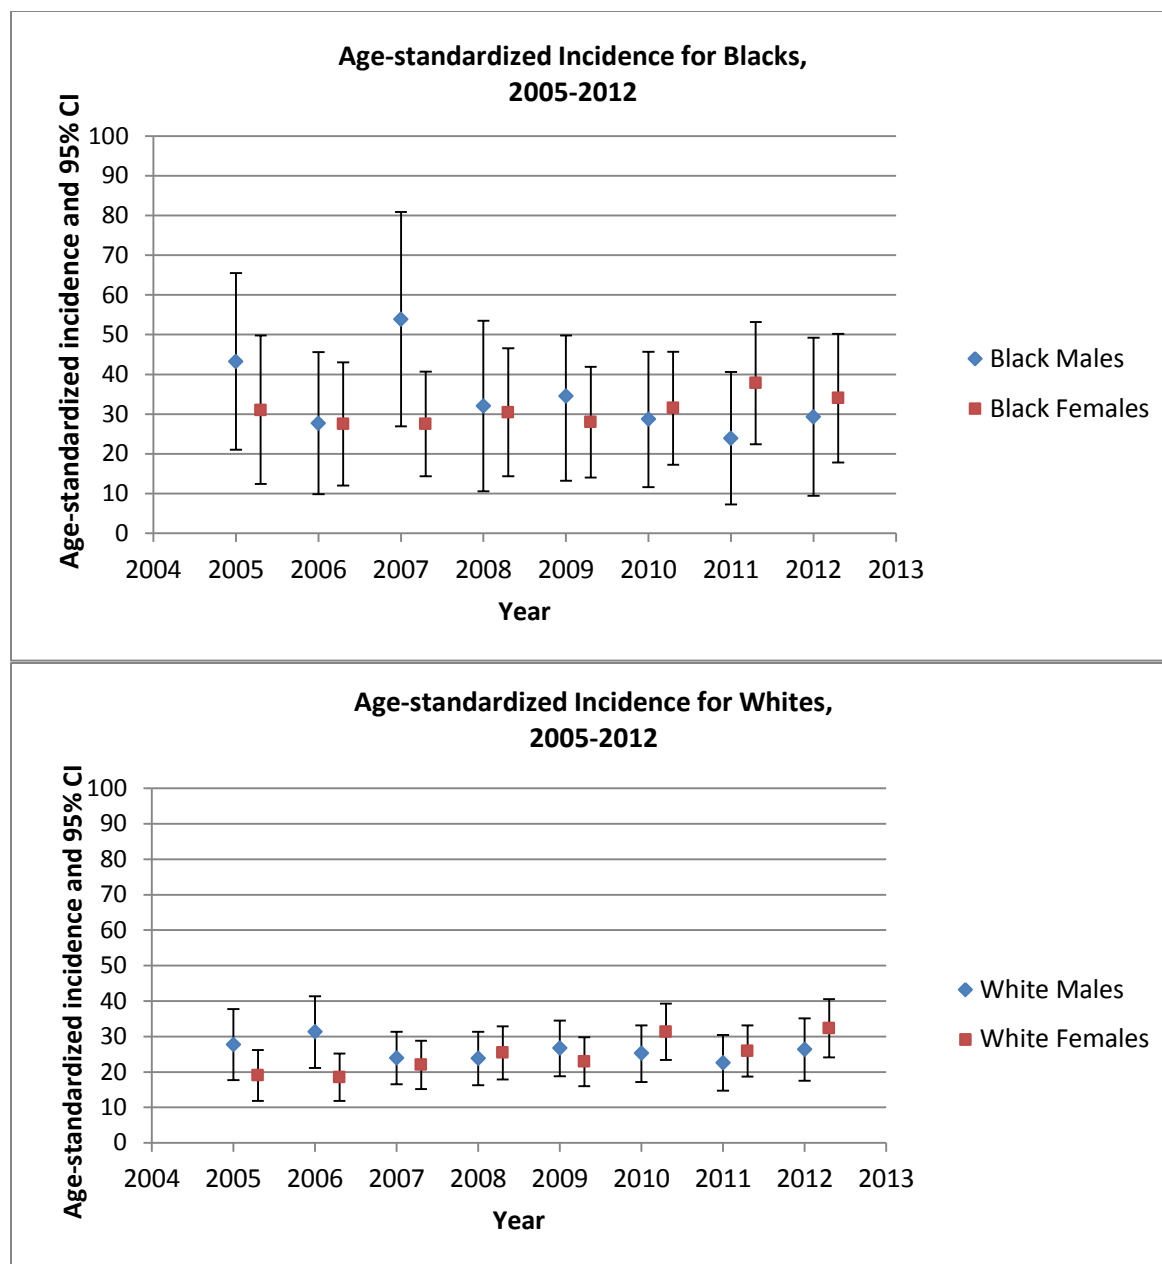 Age-standardized Incidence for Blacks,
2005-2012
Age-standardized incidence and 95% CI
100
90
80
70
60
50
40
30
20
10
0
2004 2005 2006 2007 2008 2009 2010 2011 2012 2013
Year
Black Males
Black Females
Age-standardized Incidence for Whites,
2005-2012
Age-standardized incidence and 95% CI
100
90
80
70
60
50
40
30
20
10
0
2004 2005 2006 2007 2008 2009 2010 2011 2012 2013
Year
White Males
White Females